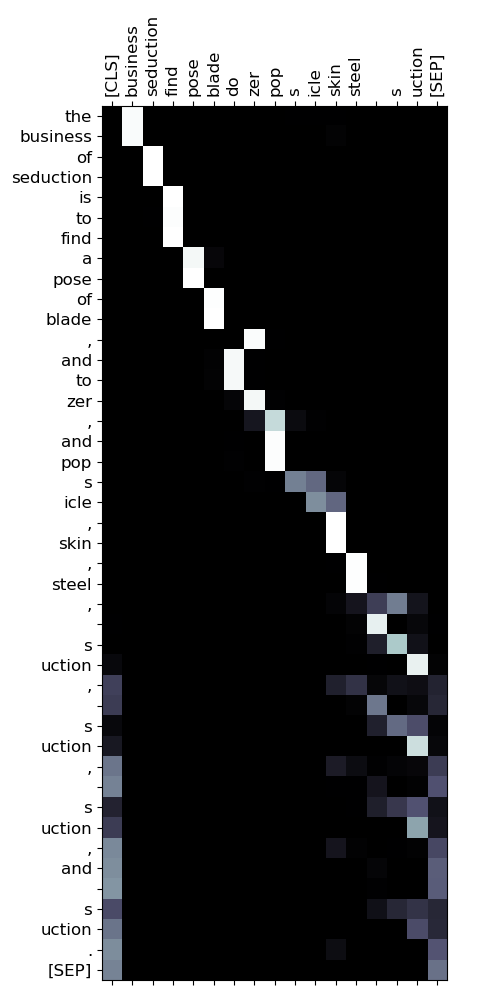 [CLS]
business
seduction
find
pose
blade
do
zer
pop
s
icle
skin
steel
s
uction
[SEP]
the
business
of
seduction
is
to
find
a
pose
of
blade
,
and
to
zer
,
and
pop
s
icle
,
skin
,
steel
,
s
uction
,
s
uction
,
s
uction
,
and
s
uction
.
[SEP]